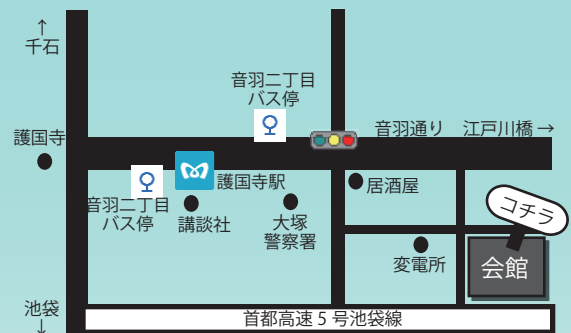 ↑
千石
音羽二丁目
バス停
音羽通り 江戸川橋→
護国寺
護国寺駅
居酒屋
コチラ
音羽二丁目
バス停
講談社
大塚
警察署
変電所
会館
池袋
↓
首都高速5号池袋線